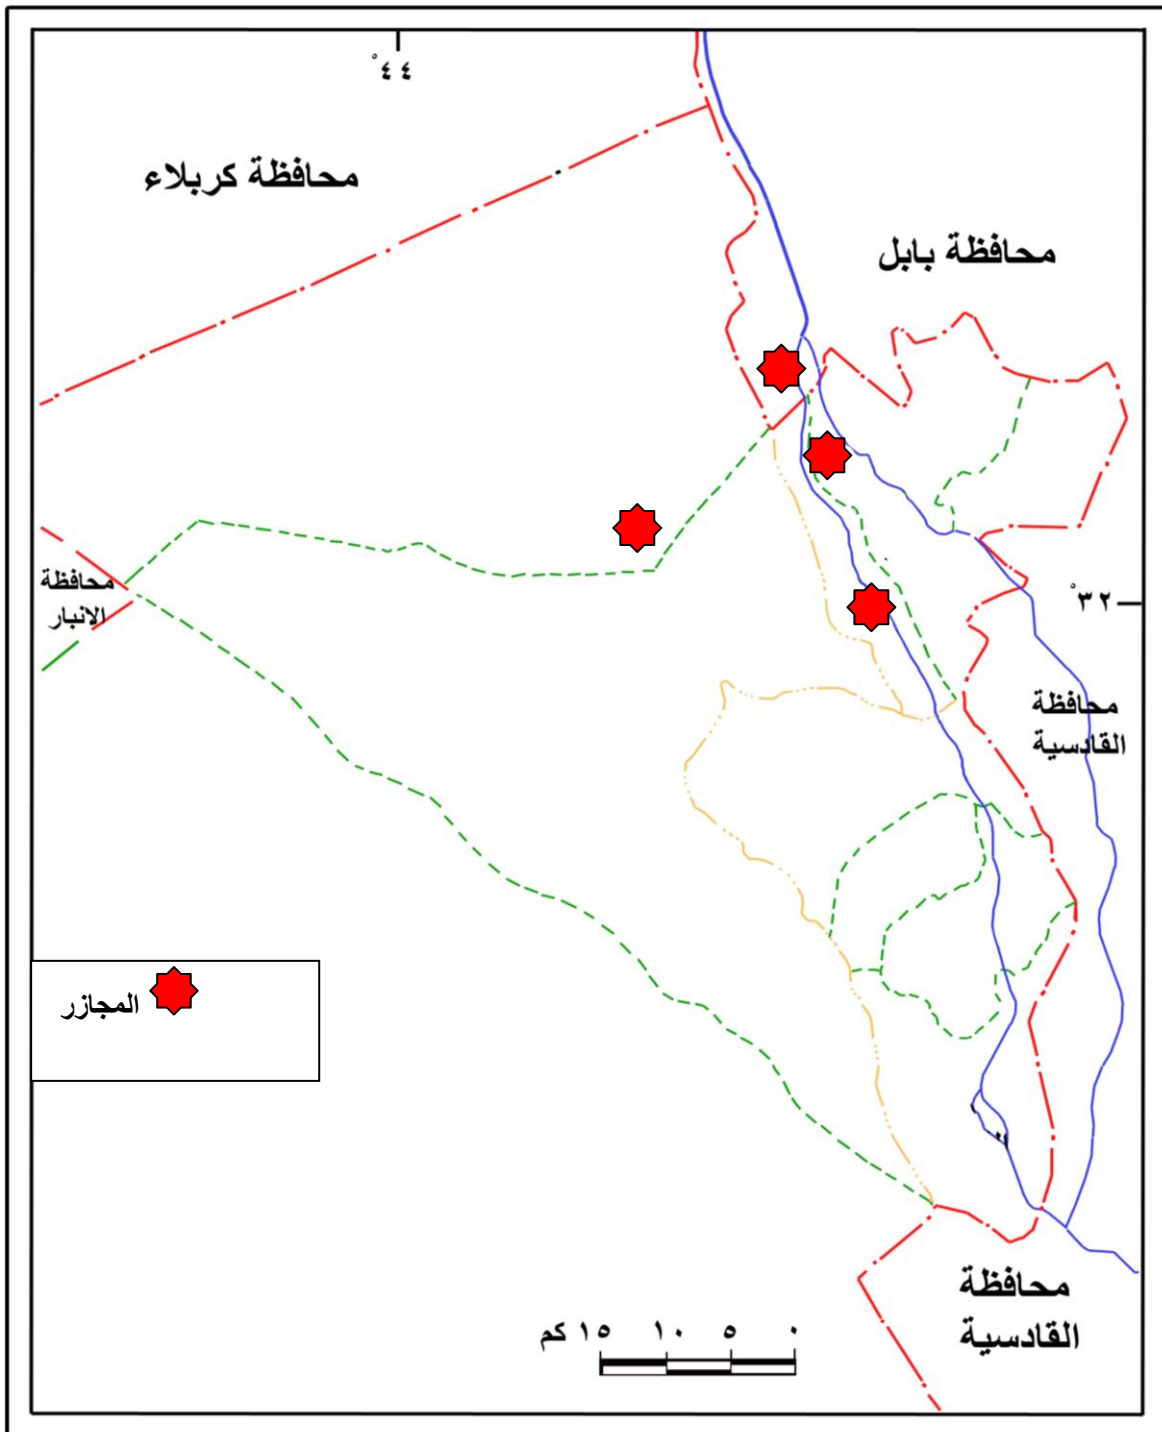 °٤٤
محافظة كربلاء
محافظة بابل
محافظة
الانبار
°٣٢
محافظة
القادسية
المجازر
محافظة
القادسية
٠ ٥ ١٠ ١٥ كم